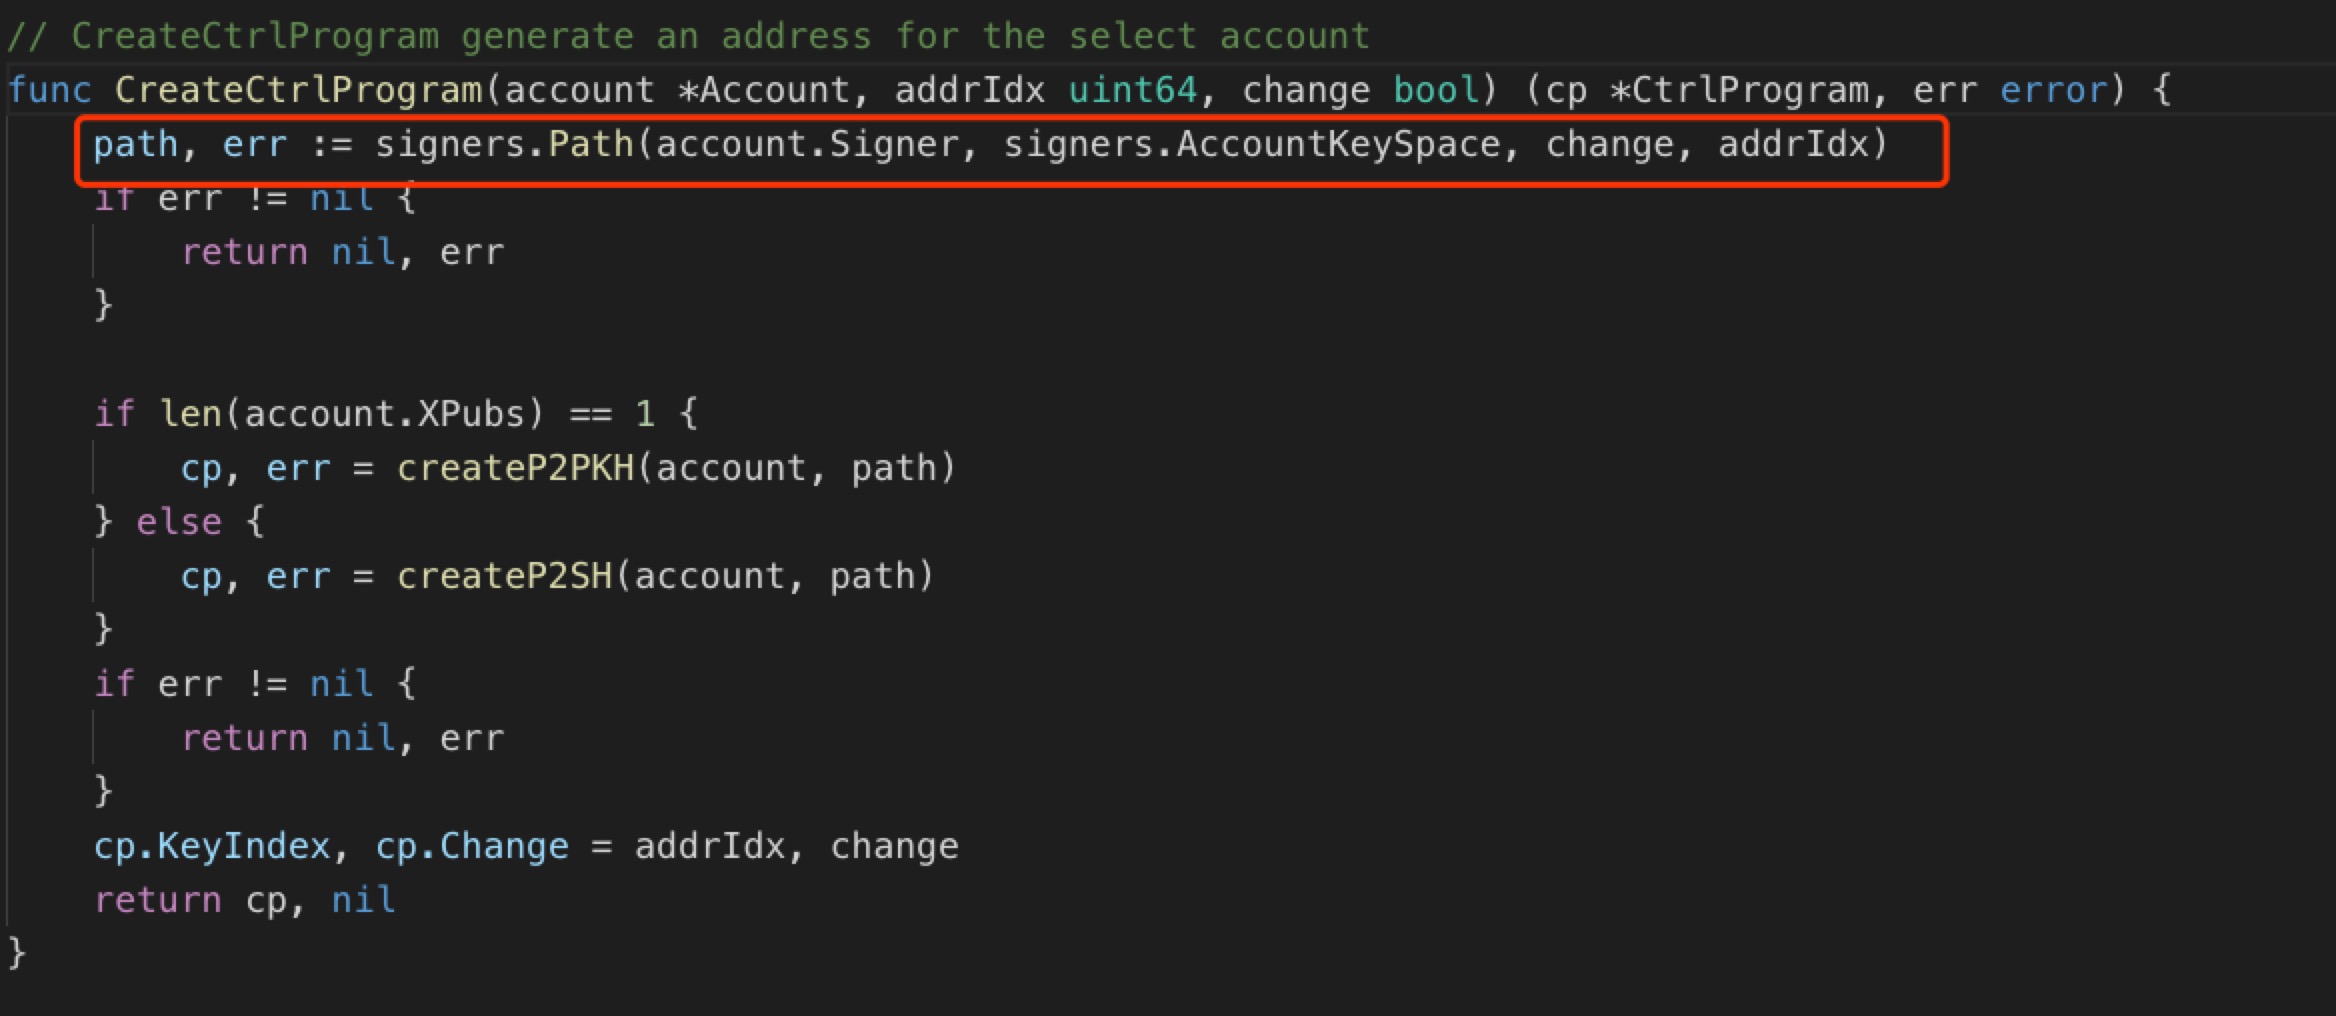 // CreateCtrlProgram generate an address for the select account
func CreateCtrlProgram(account *Account, addrIdx uint64, change bool) (cp *CtrlProgram, err error) {
    path, err := signers.Path(account.Signer, signers.AccountKeySpace, change, addrIdx)
    if err != nil {
        return nil, err
    }

    if len(account.XPubs) == 1 {
        cp, err = createP2PKH(account, path)
    } else {
        cp, err = createP2SH(account, path)
    }
    if err != nil {
        return nil, err
    }
    cp.KeyIndex, cp.Change = addrIdx, change
    return cp, nil
}